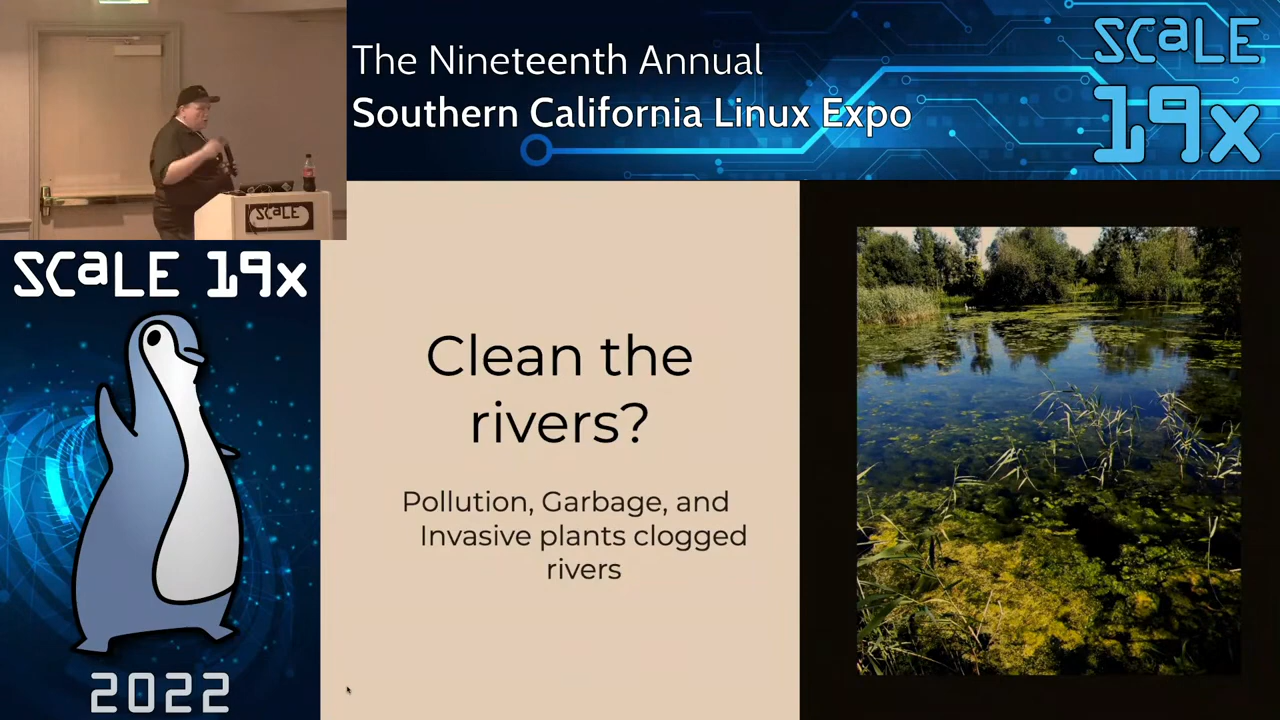 The Nineteenth Annual
Southern California Linux Expo
SCaLE
19x
SCaLE
SCaLE 19x
2022
Clean the
rivers?
Pollution, Garbage, and
Invasive plants clogged
rivers